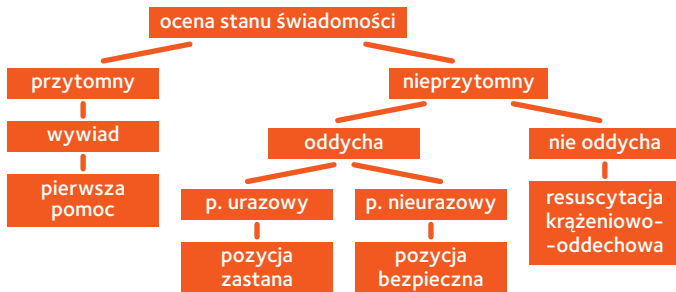 ocena stanu świadomości
przytomny
nieprzytomny
wywiad
oddycha
nie oddycha
pierwsza
pomoc
p. urazowy
p. nieurazowy
resuscytacja
krążeniowo-
-oddechowa
pozycja
zastana
pozycja
bezpieczna